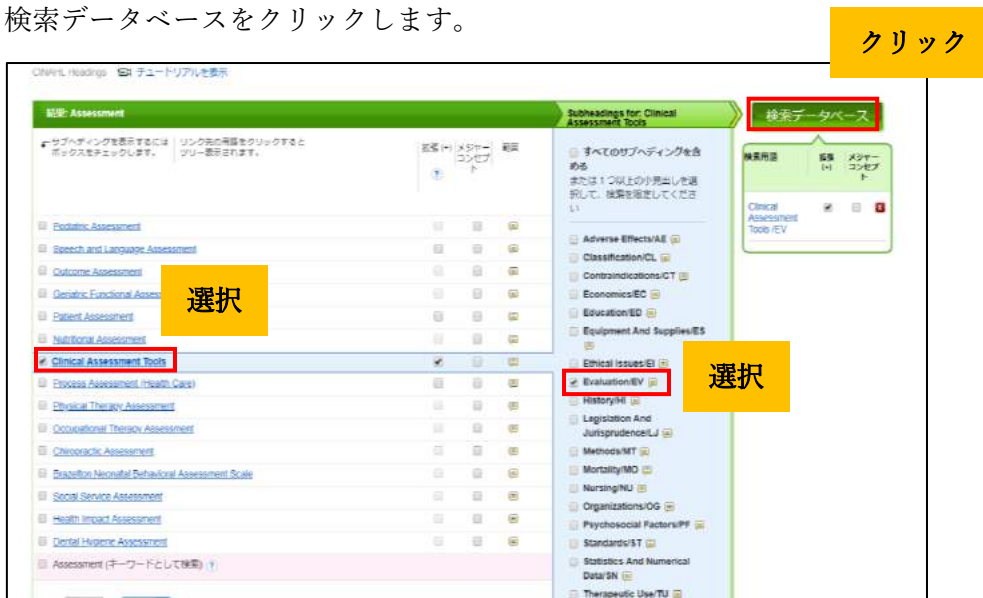 検索データベースをクリックします。
クリック
CINAHL Headings チュートリアルを表示
結果: Assessment
サブヘディングを表示するには
ボックスをチェックします。
リンク先の用語をクリックすると
ツリー表示されます。
拡張 (+)
メジャー
コンセプ
ト
範囲
Pediatric Assessment
Speech and Language Assessment
Outcome Assessment
Geriatric Functional Assess
選択
Patient Assessment
Nutritional Assessment
Clinical Assessment Tools
Process Assessment (Health Care)
Physical Therapy Assessment
Occupational Therapy Assessment
Chiropractic Assessment
Brazelton Neonatal Behavioral Assessment Scale
Social Service Assessment
Health Impact Assessment
Dental Hygiene Assessment
Assessment (キーワードとして検索)
Subheadings for: Clinical
Assessment Tools
すべてのサブヘディングを含
める
または 1 つ以上の小見出しを選
択して、検索を限定してくださ
い
Adverse Effects/AE
Classification/CL
Contraindications/CT
Economics/EC
Education/ED
Equipment And Supplies/ES
Ethical Issues/EI
Evaluation/EV
選択
History/HI
Legislation And
Jurisprudence/LJ
Methods/MT
Mortality/MO
Nursing/NU
Organizations/OG
Psychosocial Factors/PF
Standards/ST
Statistics And Numerical
Data/SN
Therapeutic Use/TU
検索データベース
検索用語
拡張
(+)
メジャー
コンセプ
ト
Clinical
Assessment
Tools /EV